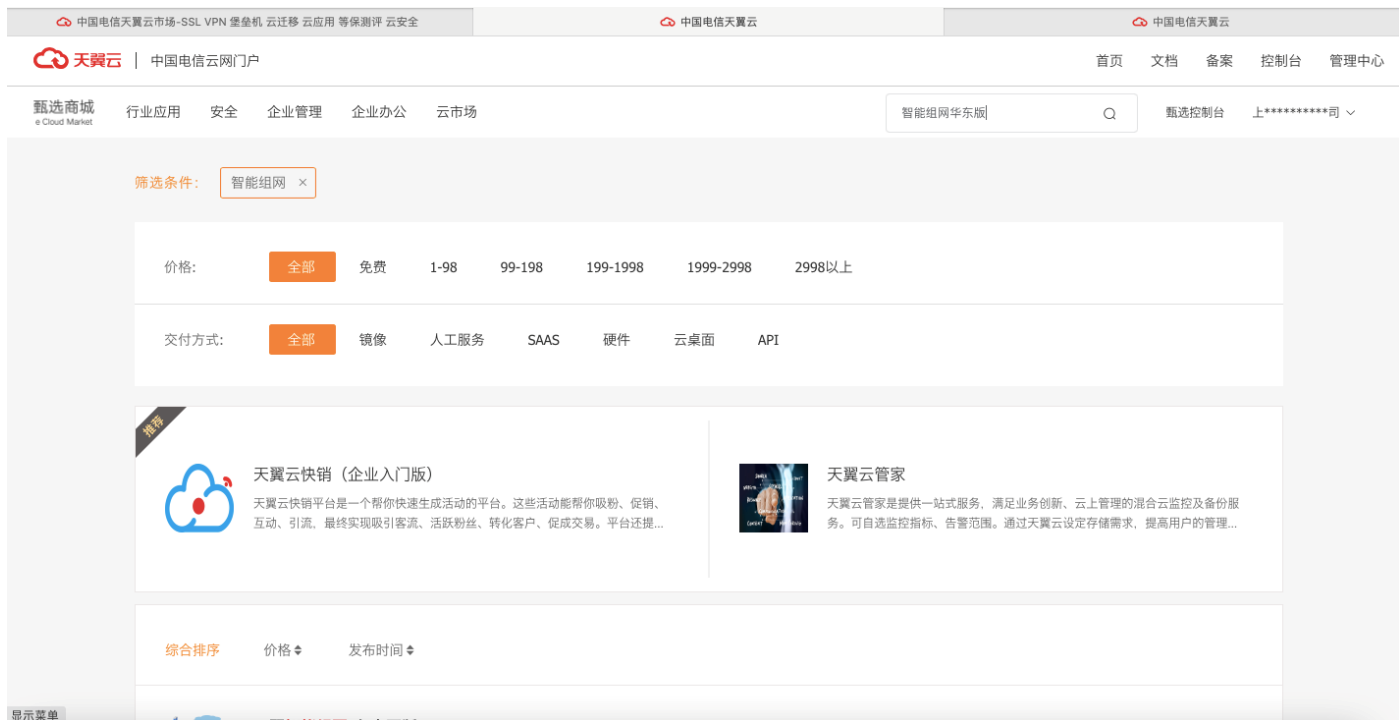 中国电信天翼云市场-SSL VPN 堡垒机 云迁移 云应用 等保测评 云安全
中国电信天翼云
中国电信天翼云
天翼云 中国电信云网门户
首页 文档 备案 控制台 管理中心
甄选商城
e Cloud Market
行业应用 安全 企业管理 企业办公 云市场
智能组网华东版
甄选控制台 上**********司
筛选条件: 智能组网 ×
价格: 全部 免费 1-98 99-198 199-1998 1999-2998 2998以上
交付方式: 全部 镜像 人工服务 SAAS 硬件 云桌面 API
推荐
天翼云快销（企业入门版）
天翼云快销平台是一个帮你快速生成活动的平台。这些活动能帮你吸粉、促销、
互动、引流，最终实现吸引客流、活跃粉丝、转化客户、促成交易。平台还提...
天翼云管家
天翼云管家是提供一站式服务，满足业务创新、云上管理的混合云监控及备份服
务。可自选监控指标、告警范围。通过天翼云设定存储需求，提高用户的管理...
综合排序 价格 发布时间
显示菜单